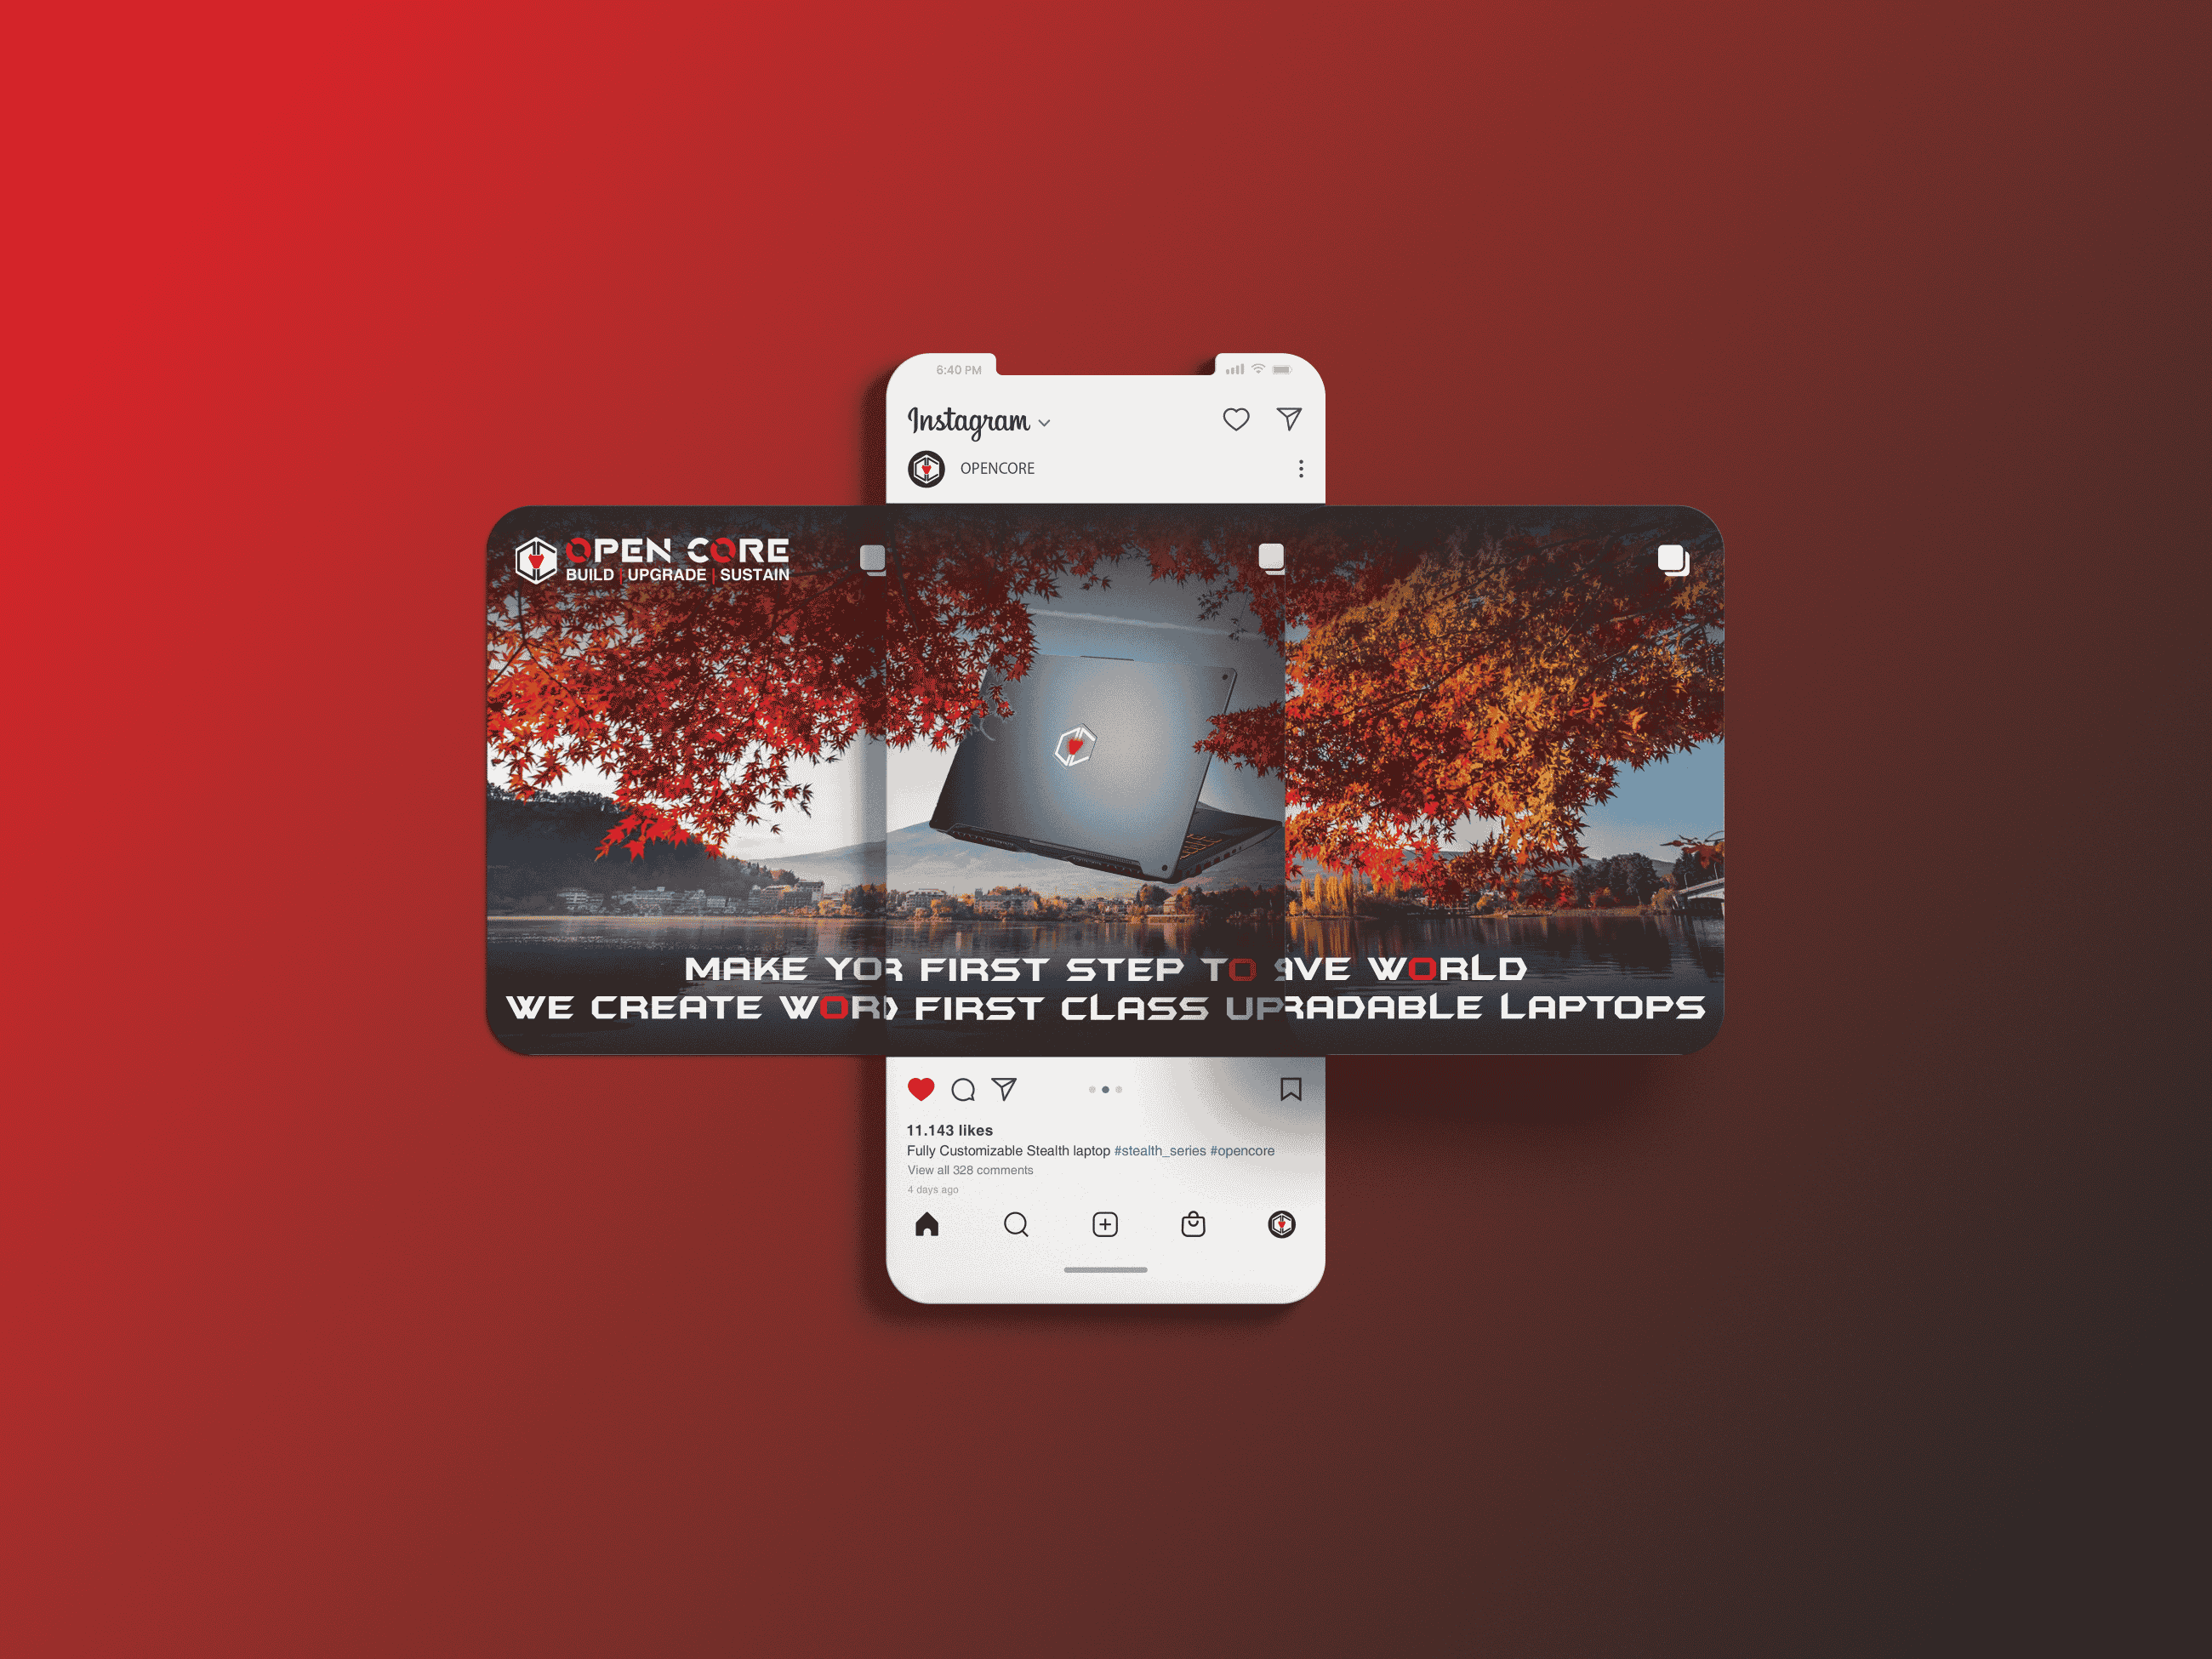 6:40 PM
Instagram
OPENCORE
OPEN CORE
BUILD | UPGRADE | SUSTAIN
MAKE YOR FIRST STEP TO AVE WORLD
WE CREATE WORD FIRST CLASS UPRADABLE LAPTOPS
11.143 likes
Fully Customizable Stealth laptop #stealth_series #opencore
View all 328 comments
4 days ago